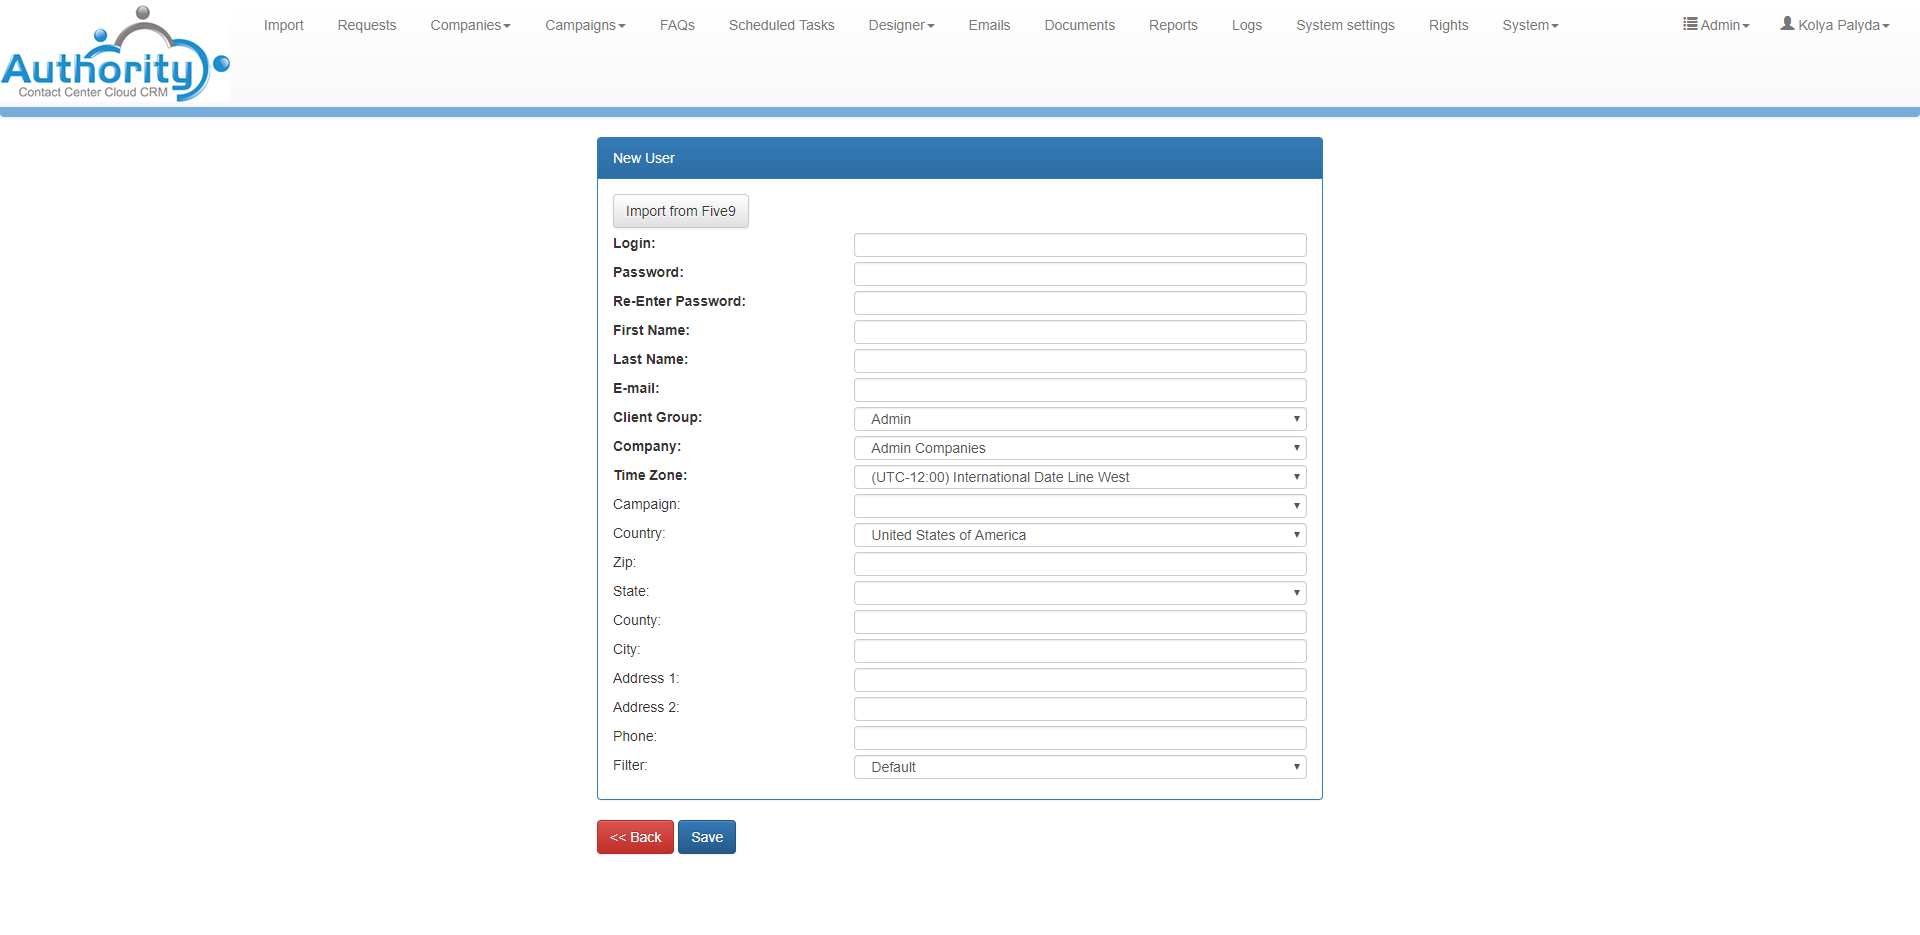 Authority
Contact Center Cloud CRM
Import Requests Companies Campaigns FAQs Scheduled Tasks Designer Emails Documents Reports Logs System settings Rights System Admin Kolya Palyda
New User
Import from Five9
Login:
Password:
Re-Enter Password:
First Name:
Last Name:
E-mail:
Client Group: Admin
Company: Admin Companies
Time Zone: (UTC-12:00) International Date Line West
Campaign:
Country: United States of America
Zip:
State:
County:
City:
Address 1:
Address 2:
Phone:
Filter: Default
<< Back Save